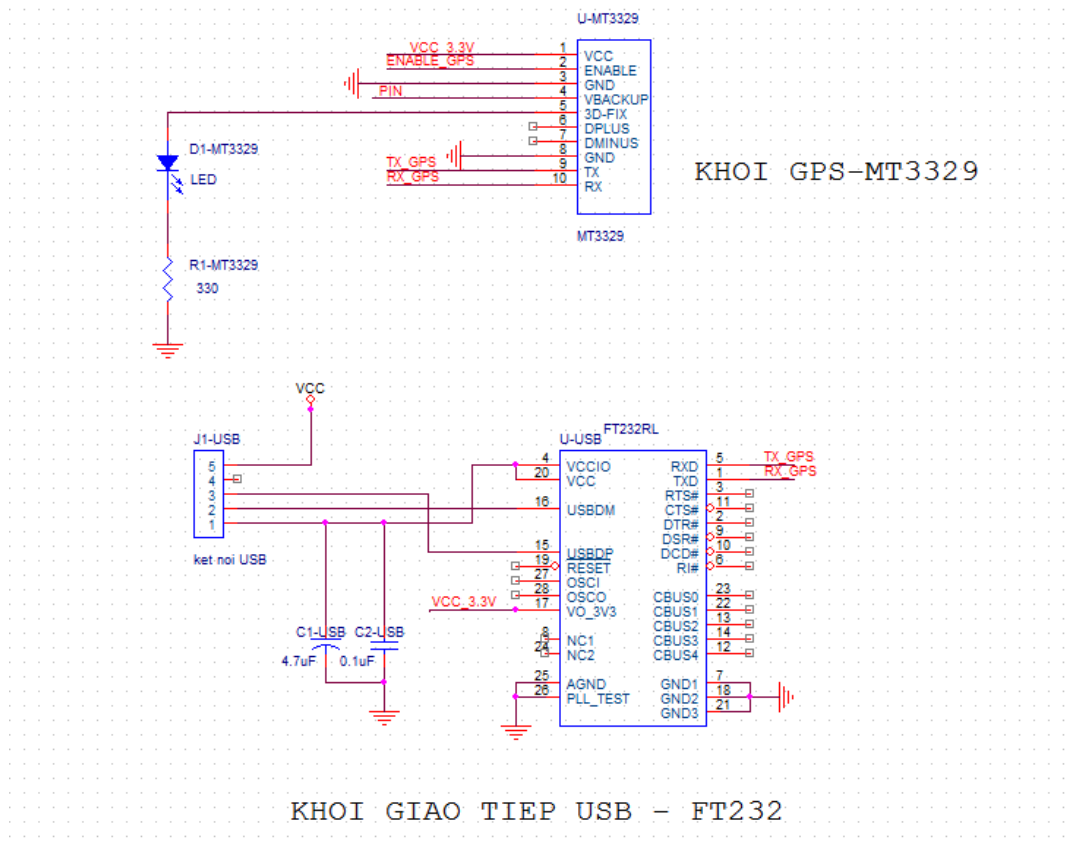 U-MT3329
VCC_3.3V 1 VCC
ENABLE_GPS 2 ENABLE
3 GND
PIN 4 VBACKUP
5 3D-FIX
6 DPLUS
7 DMINUS
8 GND
TX_GPS 9 TX
RX_GPS 10 RX
MT3329
D1-MT3329
LED
R1-MT3329
330
KHOI GPS-MT3329
VCC
J1-USB
5
4
3
2
1
ket noi USB
C1-USB
4.7uF
C2-USB
0.1uF
U-USB
FT232RL
4 VCCIO
20 VCC
16 USBDM
15 USBDP
19 RESET
27 OSCI
28 OSCO
VCC_3.3V 17 VO_3V3
8 NC1
24 NC2
25 AGND
26 PLL_TEST
RXD 5 TX_GPS
TXD 1 RX_GPS
RTS# 3
CTS# 11
DTR# 2
DSR# 9
DCD# 10
RI# 6
CBUS0 23
CBUS1 22
CBUS2 13
CBUS3 14
CBUS4 12
GND1 7
GND2 18
GND3 21
KHOI GIAO TIEP USB - FT232